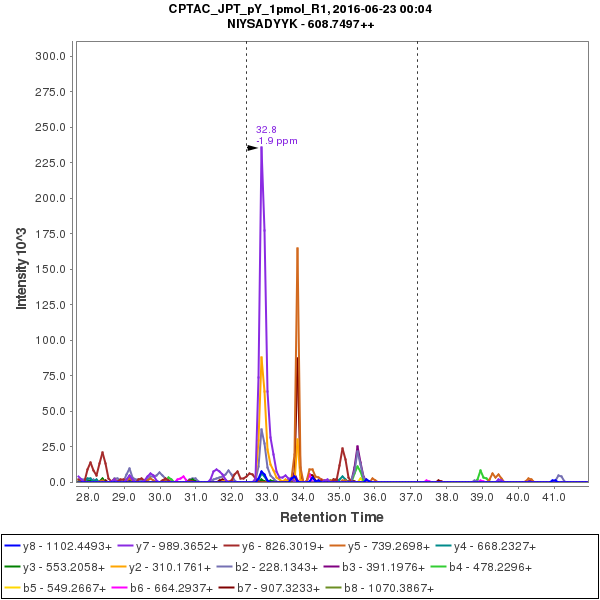 CPTAC_JPT_pY_1pmol_R1, 2016-06-23 00:04
NIYSADYYK - 608.7497++
Intensity 10^3
300.0
275.0
250.0
225.0
200.0
175.0
150.0
125.0
100.0
75.0
50.0
25.0
0.0
32.8
-1.9 ppm
28.0 29.0 30.0 31.0 32.0 33.0 34.0 35.0 36.0 37.0 38.0 39.0 40.0 41.0
Retention Time
y8 - 1102.4493+ y7 - 989.3652+ y6 - 826.3019+ y5 - 739.2698+ y4 - 668.2327+
y3 - 553.2058+ y2 - 310.1761+ b2 - 228.1343+ b3 - 391.1976+ b4 - 478.2296+
b5 - 549.2667+ b6 - 664.2937+ b7 - 907.3233+ b8 - 1070.3867+